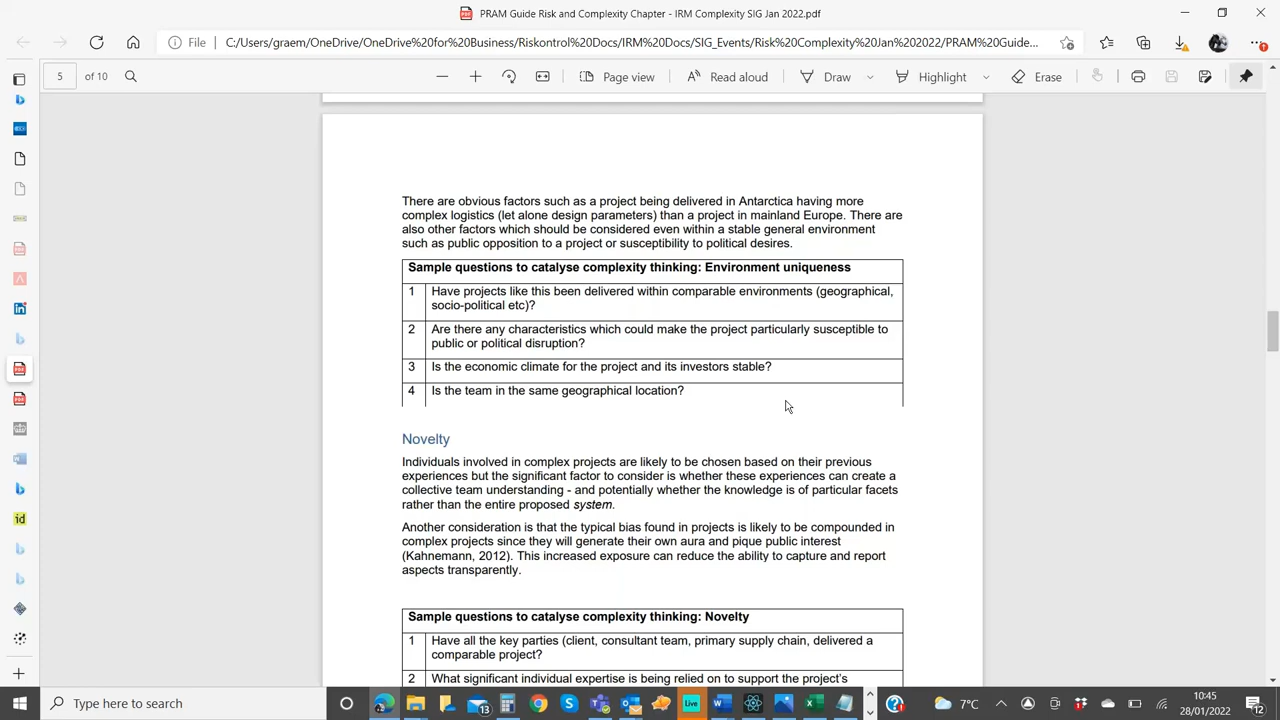 PRAM Guide Risk and Complexity Chapter - IRM Complexity SIG Jan 2022.pdf
File C:/Users/graem/OneDrive/OneDrive%20for%20Business/Riskontrol%20Docs/IRM%20Docs/SIG_Events/Risk%20Complexity%20Jan%202022/PRAM%20Guide...
5 of 10 Page view Read aloud Draw Highlight Erase
There are obvious factors such as a project being delivered in Antarctica having more
complex logistics (let alone design parameters) than a project in mainland Europe. There are
also other factors which should be considered even within a stable general environment
such as public opposition to a project or susceptibility to political desires.
Sample questions to catalyse complexity thinking: Environment uniqueness
1 Have projects like this been delivered within comparable environments (geographical,
socio-political etc)?
2 Are there any characteristics which could make the project particularly susceptible to
public or political disruption?
3 Is the economic climate for the project and its investors stable?
4 Is the team in the same geographical location?
Novelty
Individuals involved in complex projects are likely to be chosen based on their previous
experiences but the significant factor to consider is whether these experiences can create a
collective team understanding - and potentially whether the knowledge is of particular facets
rather than the entire proposed system.
Another consideration is that the typical bias found in projects is likely to be compounded in
complex projects since they will generate their own aura and pique public interest
(Kahnemann, 2012). This increased exposure can reduce the ability to capture and report
aspects transparently.
Sample questions to catalyse complexity thinking: Novelty
1 Have all the key parties (client, consultant team, primary supply chain, delivered a
comparable project?
2 What significant individual expertise is being relied on to support the project's
Type here to search
13
Live
7°C
10:45
28/01/2022
12